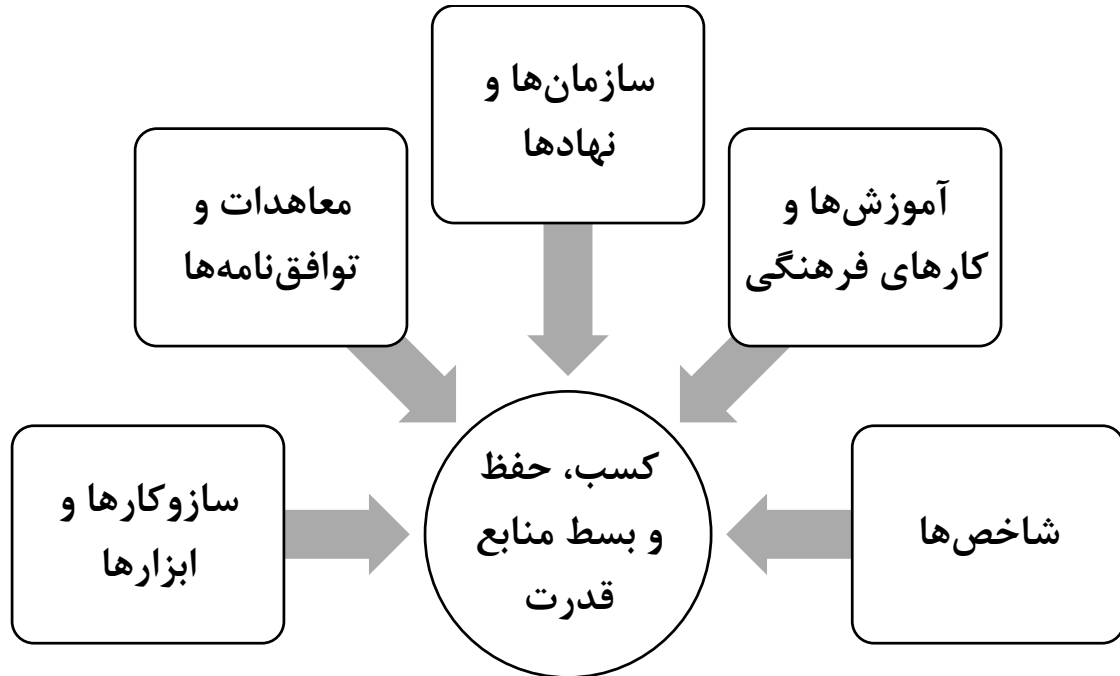 سازمان‌ها و
نهادها
آموزش‌ها و
کارهای فرهنگی
معاهدات و
توافق‌نامه‌ها
شاخص‌ها
کسب، حفظ
و بسط منابع
قدرت
سازوکارها و
ابزارها